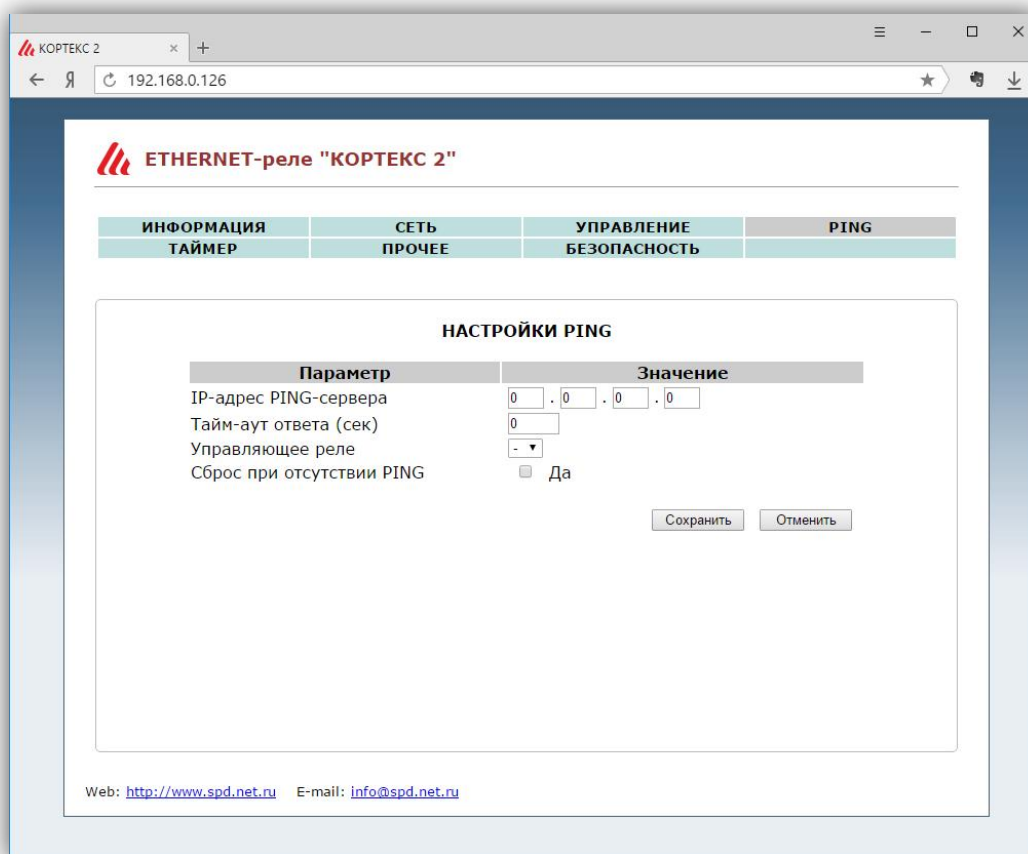 КОРТЕКС 2
Я 192.168.0.126
ETHERNET-реле "КОРТЕКС 2"
ИНФОРМАЦИЯ СЕТЬ УПРАВЛЕНИЕ PING
ТАЙМЕР ПРОЧЕЕ БЕЗОПАСНОСТЬ
НАСТРОЙКИ PING
Параметр Значение
IP-адрес PING-сервера 0 . 0 . 0 . 0
Тайм-аут ответа (сек) 0
Управляющее реле -
Сброс при отсутствии PING Да
Сохранить Отменить
Web: http://www.spd.net.ru E-mail: info@spd.net.ru